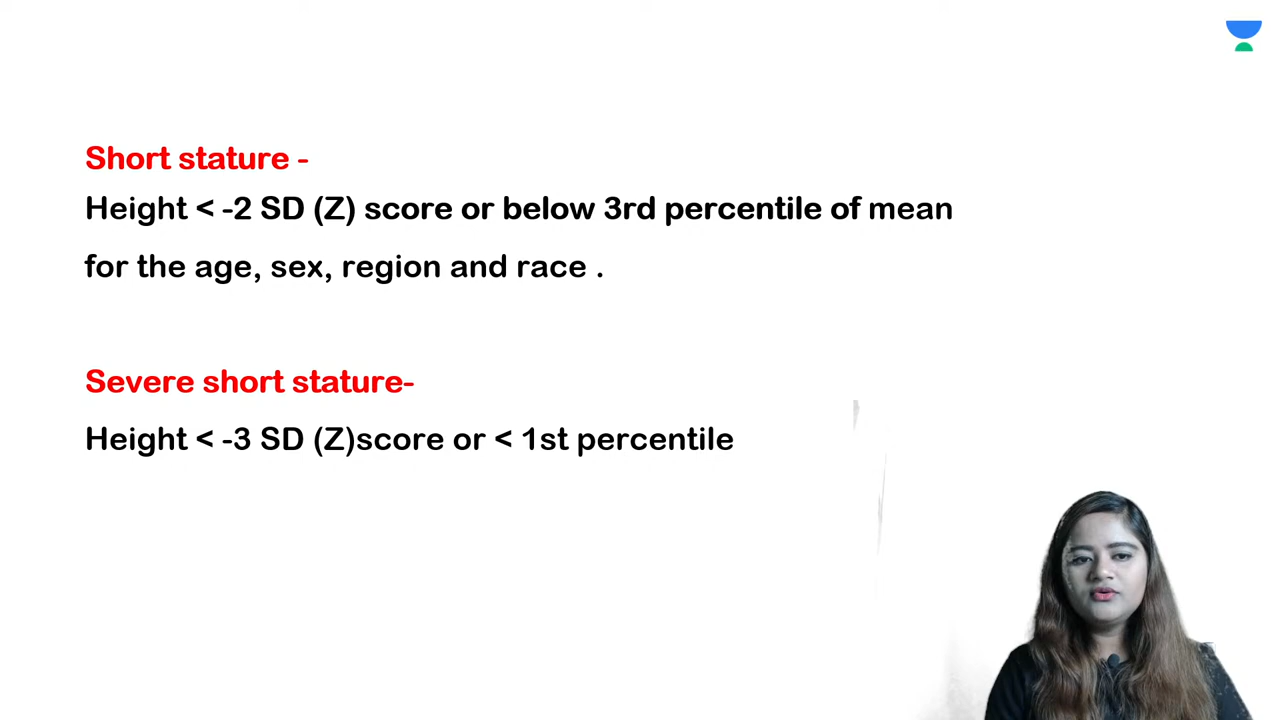 Short stature -
Height < -2 SD (Z) score or below 3rd percentile of mean
for the age, sex, region and race .
Severe short stature-
Height < -3 SD (Z)score or < 1st percentile